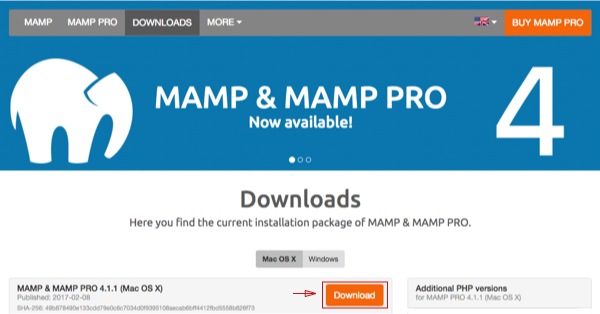 MAMP MAMP PRO DOWNLOADS MORE BUY MAMP PRO
MAMP & MAMP PRO
Now available!
4
Downloads
Here you find the current installation package of MAMP & MAMP PRO.
Mac OS X Windows
MAMP & MAMP PRO 4.1.1 (Mac OS X)
Published: 2017-02-08
SHA-256:
Download
Additional PHP versions
for MAMP PRO 4.1.1 (Mac OS X)